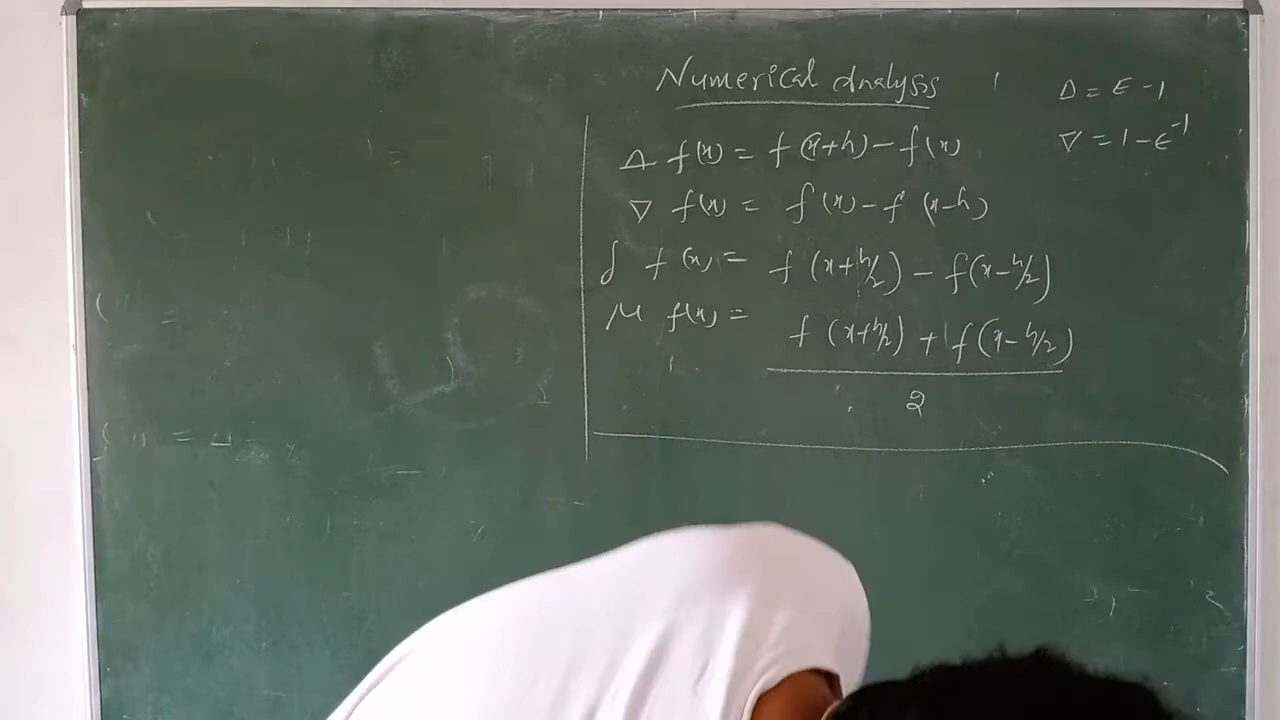 Numerical Analysis
Δ = E - 1
∇ = 1 - E⁻¹
Δ f(x) = f(x+h) - f(x)
∇ f(x) = f(x) - f(x-h)
δ f(x) = f(x+h/2) - f(x-h/2)
μ f(x) = f(x+h/2) + f(x-h/2)
2